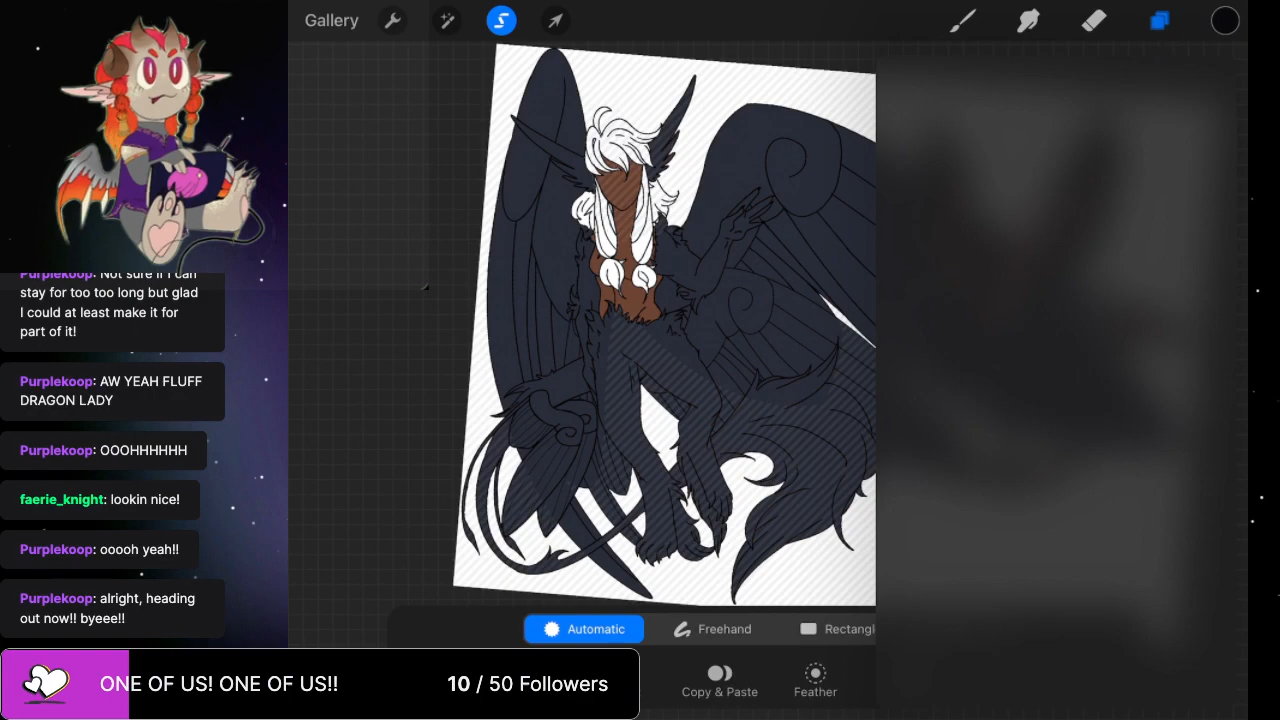 Gallery
Purplekoop: Not sure if I can
stay for too too long but glad
I could at least make it for
part of it!
Purplekoop: AW YEAH FLUFF
DRAGON LADY
Purplekoop: OOOHHHHHH
faerie_knight: lookin nice!
Purplekoop: ooooh yeah!!
Purplekoop: alright, heading
out now!! byeee!!
ONE OF US! ONE OF US!!
10 / 50 Followers
Automatic
Freehand
Rectangl
Copy & Paste
Feather